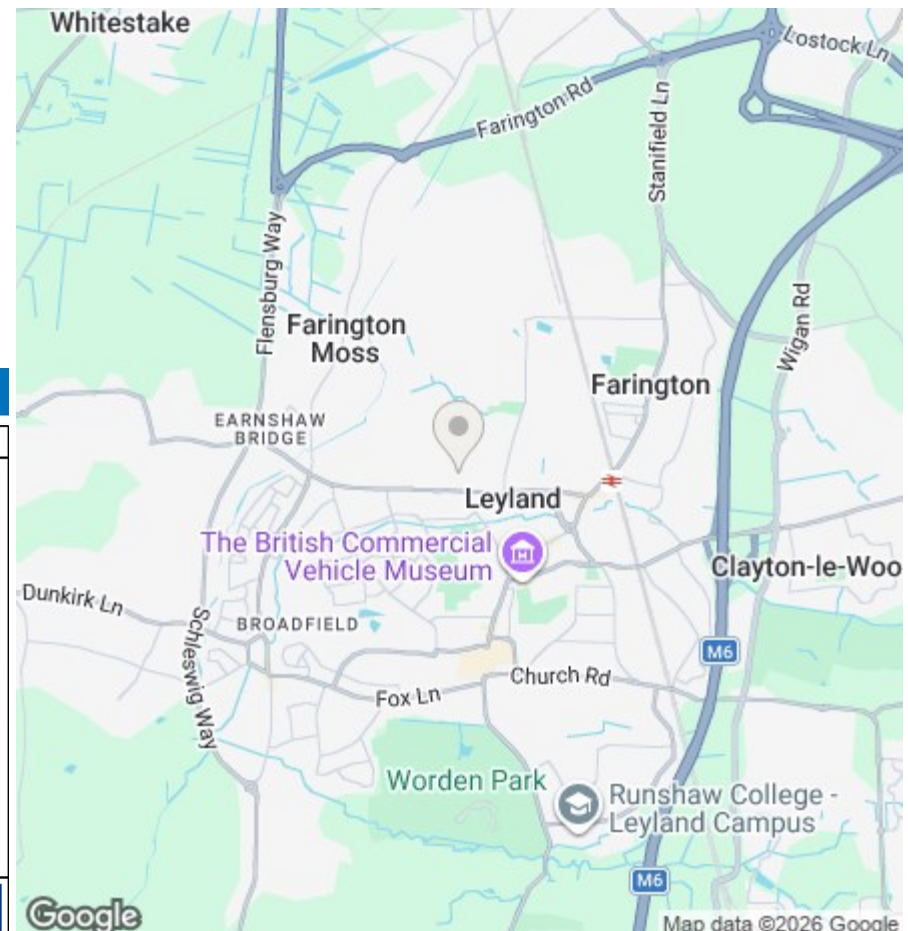 Whitestake
Lostock Ln
Farington Rd
Stanifield Ln
Flensburg Way
Wigan Rd
Farington
Moss
Farington
EARNSHAW
BRIDGE
Leyland
The British Commercial
Vehicle Museum
Clayton-le-Woo
Dunkirk Ln
BROADFIELD
Schleswig Way
M6
Church Rd
Fox Ln
Worden Park
Runshaw College -
Leyland Campus
M6
Google
Map data ©2026 Google